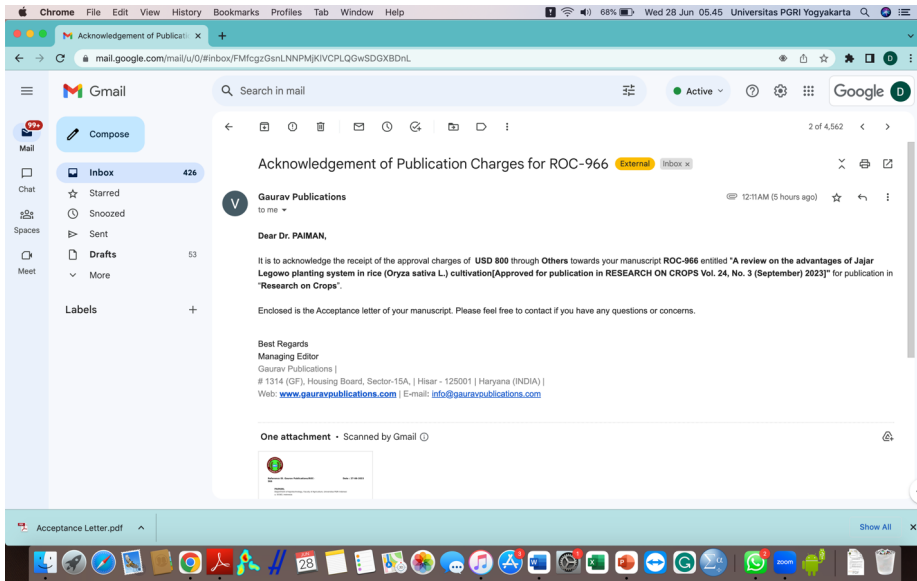 Chrome File Edit View History Bookmarks Profiles Tab Window Help 68% Wed 28 Jun 05.45 Universitas PGRI Yogyakarta
Acknowledgement of Publicatic
mail.google.com/mail/u/0/#inbox/FMfcgzGsnLNNPMjKlVCPLQGwSDGXBDnL
Gmail
Search in mail
Active
Google D
99+
Mail
Chat
Spaces
Meet
Compose
Inbox 426
Starred
Snoozed
Sent
Drafts 53
More
Labels
2 of 4,562
Acknowledgement of Publication Charges for ROC-966 External Inbox x
V
Gaurav Publications 12:11AM (5 hours ago)
to me
Dear Dr. PAIMAN,
It is to acknowledge the receipt of the approval charges of USD 800 through Others towards your manuscript ROC-966 entitled "A review on the advantages of Jajar
Legowo planting system in rice (Oryza sativa L.) cultivation[Approved for publication in RESEARCH ON CROPS Vol. 24, No. 3 (September) 2023]" for publication in
"Research on Crops".
Enclosed is the Acceptance letter of your manuscript. Please feel free to contact if you have any questions or concerns.
Best Regards
Managing Editor
Gaurav Publications |
# 1314 (GF), Housing Board, Sector-15A, | Hisar - 125001 | Haryana (INDIA) |
Web: www.gauravpublications.com | E-mail: info@gauravpublications.com
One attachment • Scanned by Gmail
Acceptance Letter.pdf
Show All
JUN
28
zoom